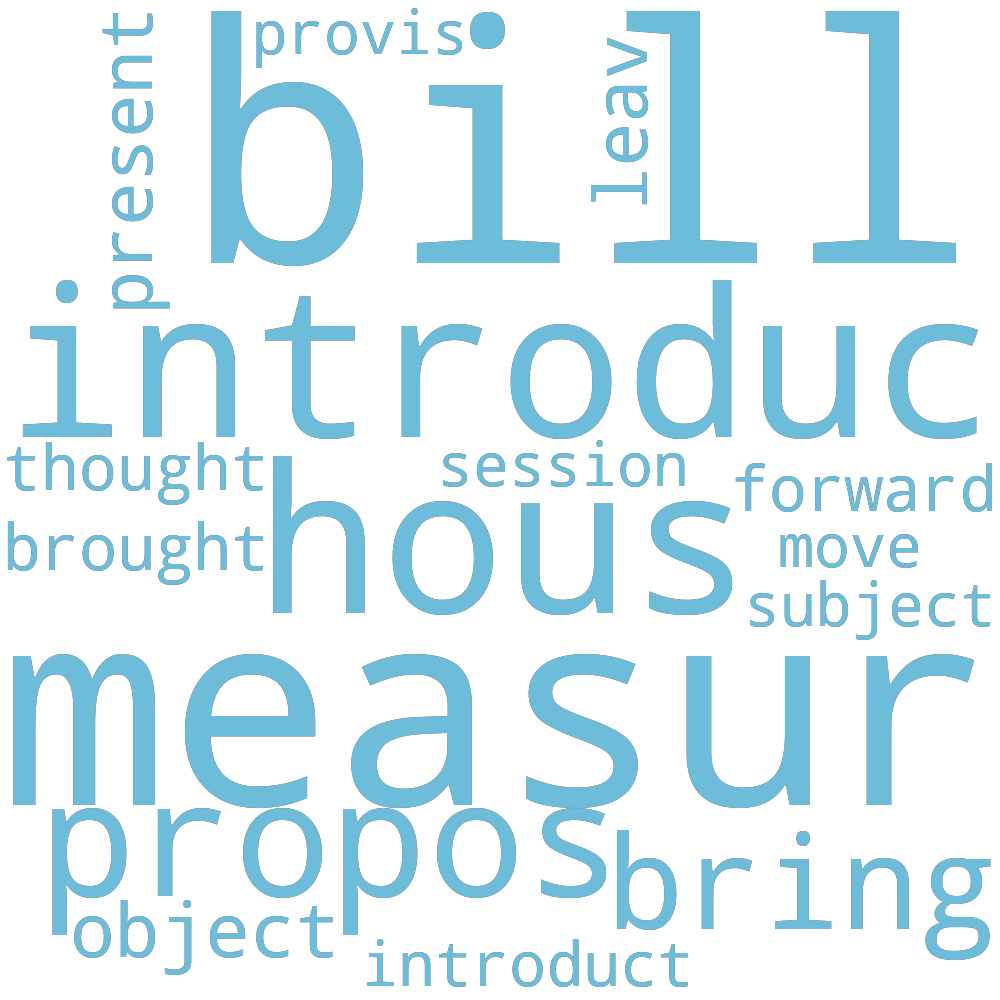 present
provis
bill
leav
introduc
thought
session
forward
brought
hous
move
subject
measur
propos
bring
object
introduct